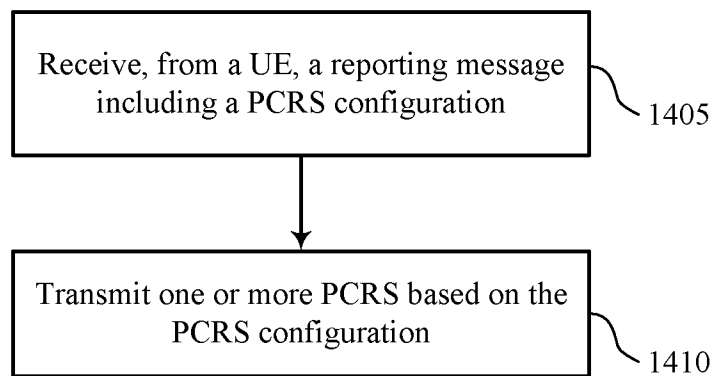 Receive, from a UE, a reporting message
including a PCRS configuration
1405
Transmit one or more PCRS based on the
PCRS configuration
1410